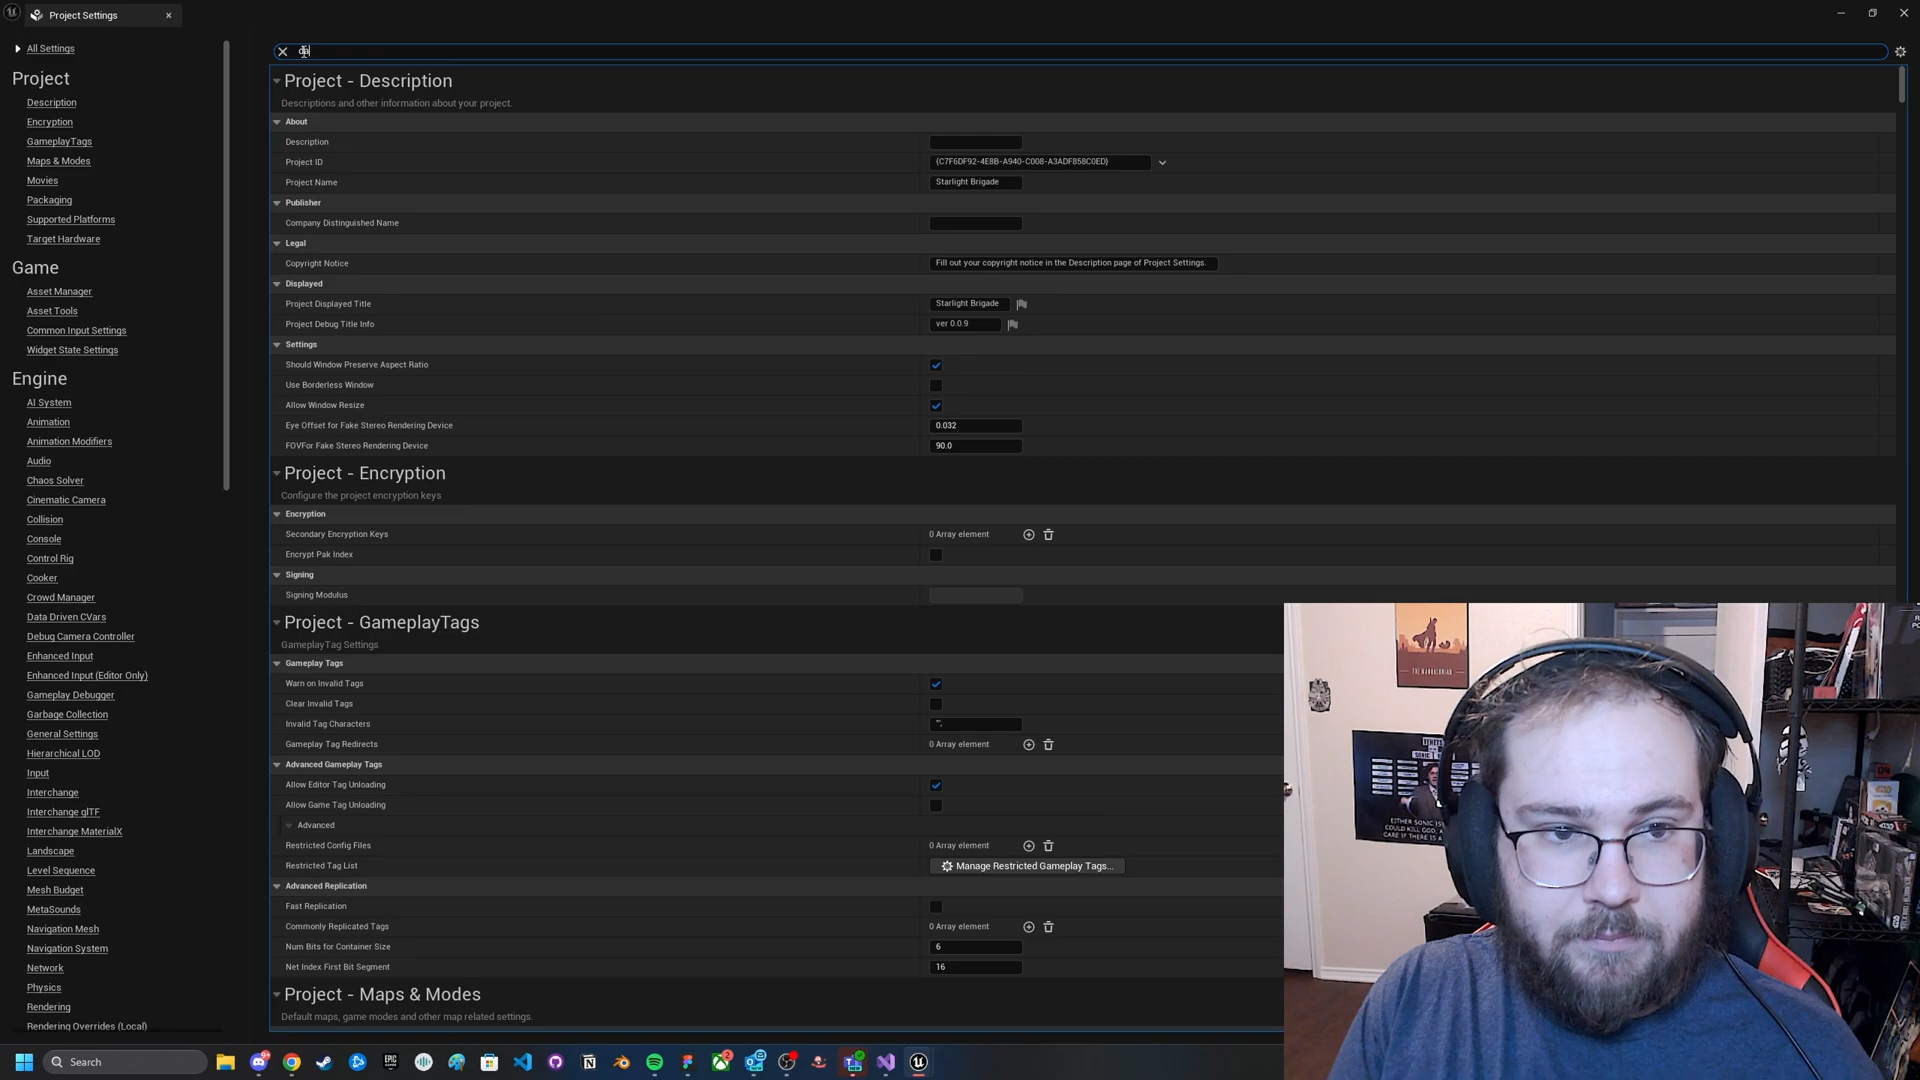 Project Settings
All Settings
Project
Description
Encryption
GameplayTags
Maps & Modes
Movies
Packaging
Supported Platforms
Target Hardware
Game
Asset Manager
Asset Tools
Common Input Settings
Widget State Settings
Engine
AI System
Animation
Animation Modifiers
Audio
Chaos Solver
Cinematic Camera
Collision
Console
Control Rig
Cooker
Crowd Manager
Data Driven CVars
Debug Camera Controller
Enhanced Input
Enhanced Input (Editor Only)
Gameplay Debugger
Garbage Collection
General Settings
Hierarchical LOD
Input
Interchange
Interchange glTF
Interchange MaterialX
Landscape
Level Sequence
Mesh Budget
MetaSounds
Navigation Mesh
Navigation System
Network
Physics
Rendering
Rendering Overrides (Local)
Project - Description
Descriptions and other information about your project.
About
Description
Project ID {C7F6DF92-4E8B-A940-C008-A3ADF858C0ED}
Project Name Starlight Brigade
Publisher
Company Distinguished Name
Legal
Copyright Notice Fill out your copyright notice in the Description page of Project Settings.
Displayed
Project Displayed Title Starlight Brigade
Project Debug Title Info ver 0.0.9
Settings
Should Window Preserve Aspect Ratio
Use Borderless Window
Allow Window Resize
Eye Offset for Fake Stereo Rendering Device 0.032
FOVFor Fake Stereo Rendering Device 90.0
Project - Encryption
Configure the project encryption keys
Encryption
Secondary Encryption Keys 0 Array element
Encrypt Pak Index
Signing
Signing Modulus
Project - GameplayTags
GameplayTag Settings
Gameplay Tags
Warn on Invalid Tags
Clear Invalid Tags
Invalid Tag Characters "',
Gameplay Tag Redirects 0 Array element
Advanced Gameplay Tags
Allow Editor Tag Unloading
Allow Game Tag Unloading
Advanced
Restricted Config Files 0 Array element
Restricted Tag List Manage Restricted Gameplay Tags...
Advanced Replication
Fast Replication
Commonly Replicated Tags 0 Array element
Num Bits for Container Size 6
Net Index First Bit Segment 16
Project - Maps & Modes
Default maps, game modes and other map related settings.
THE MANDALORIAN
EITHER SONIC IS
COULD KILL GOD,
CARE IF THERE IS A
Search